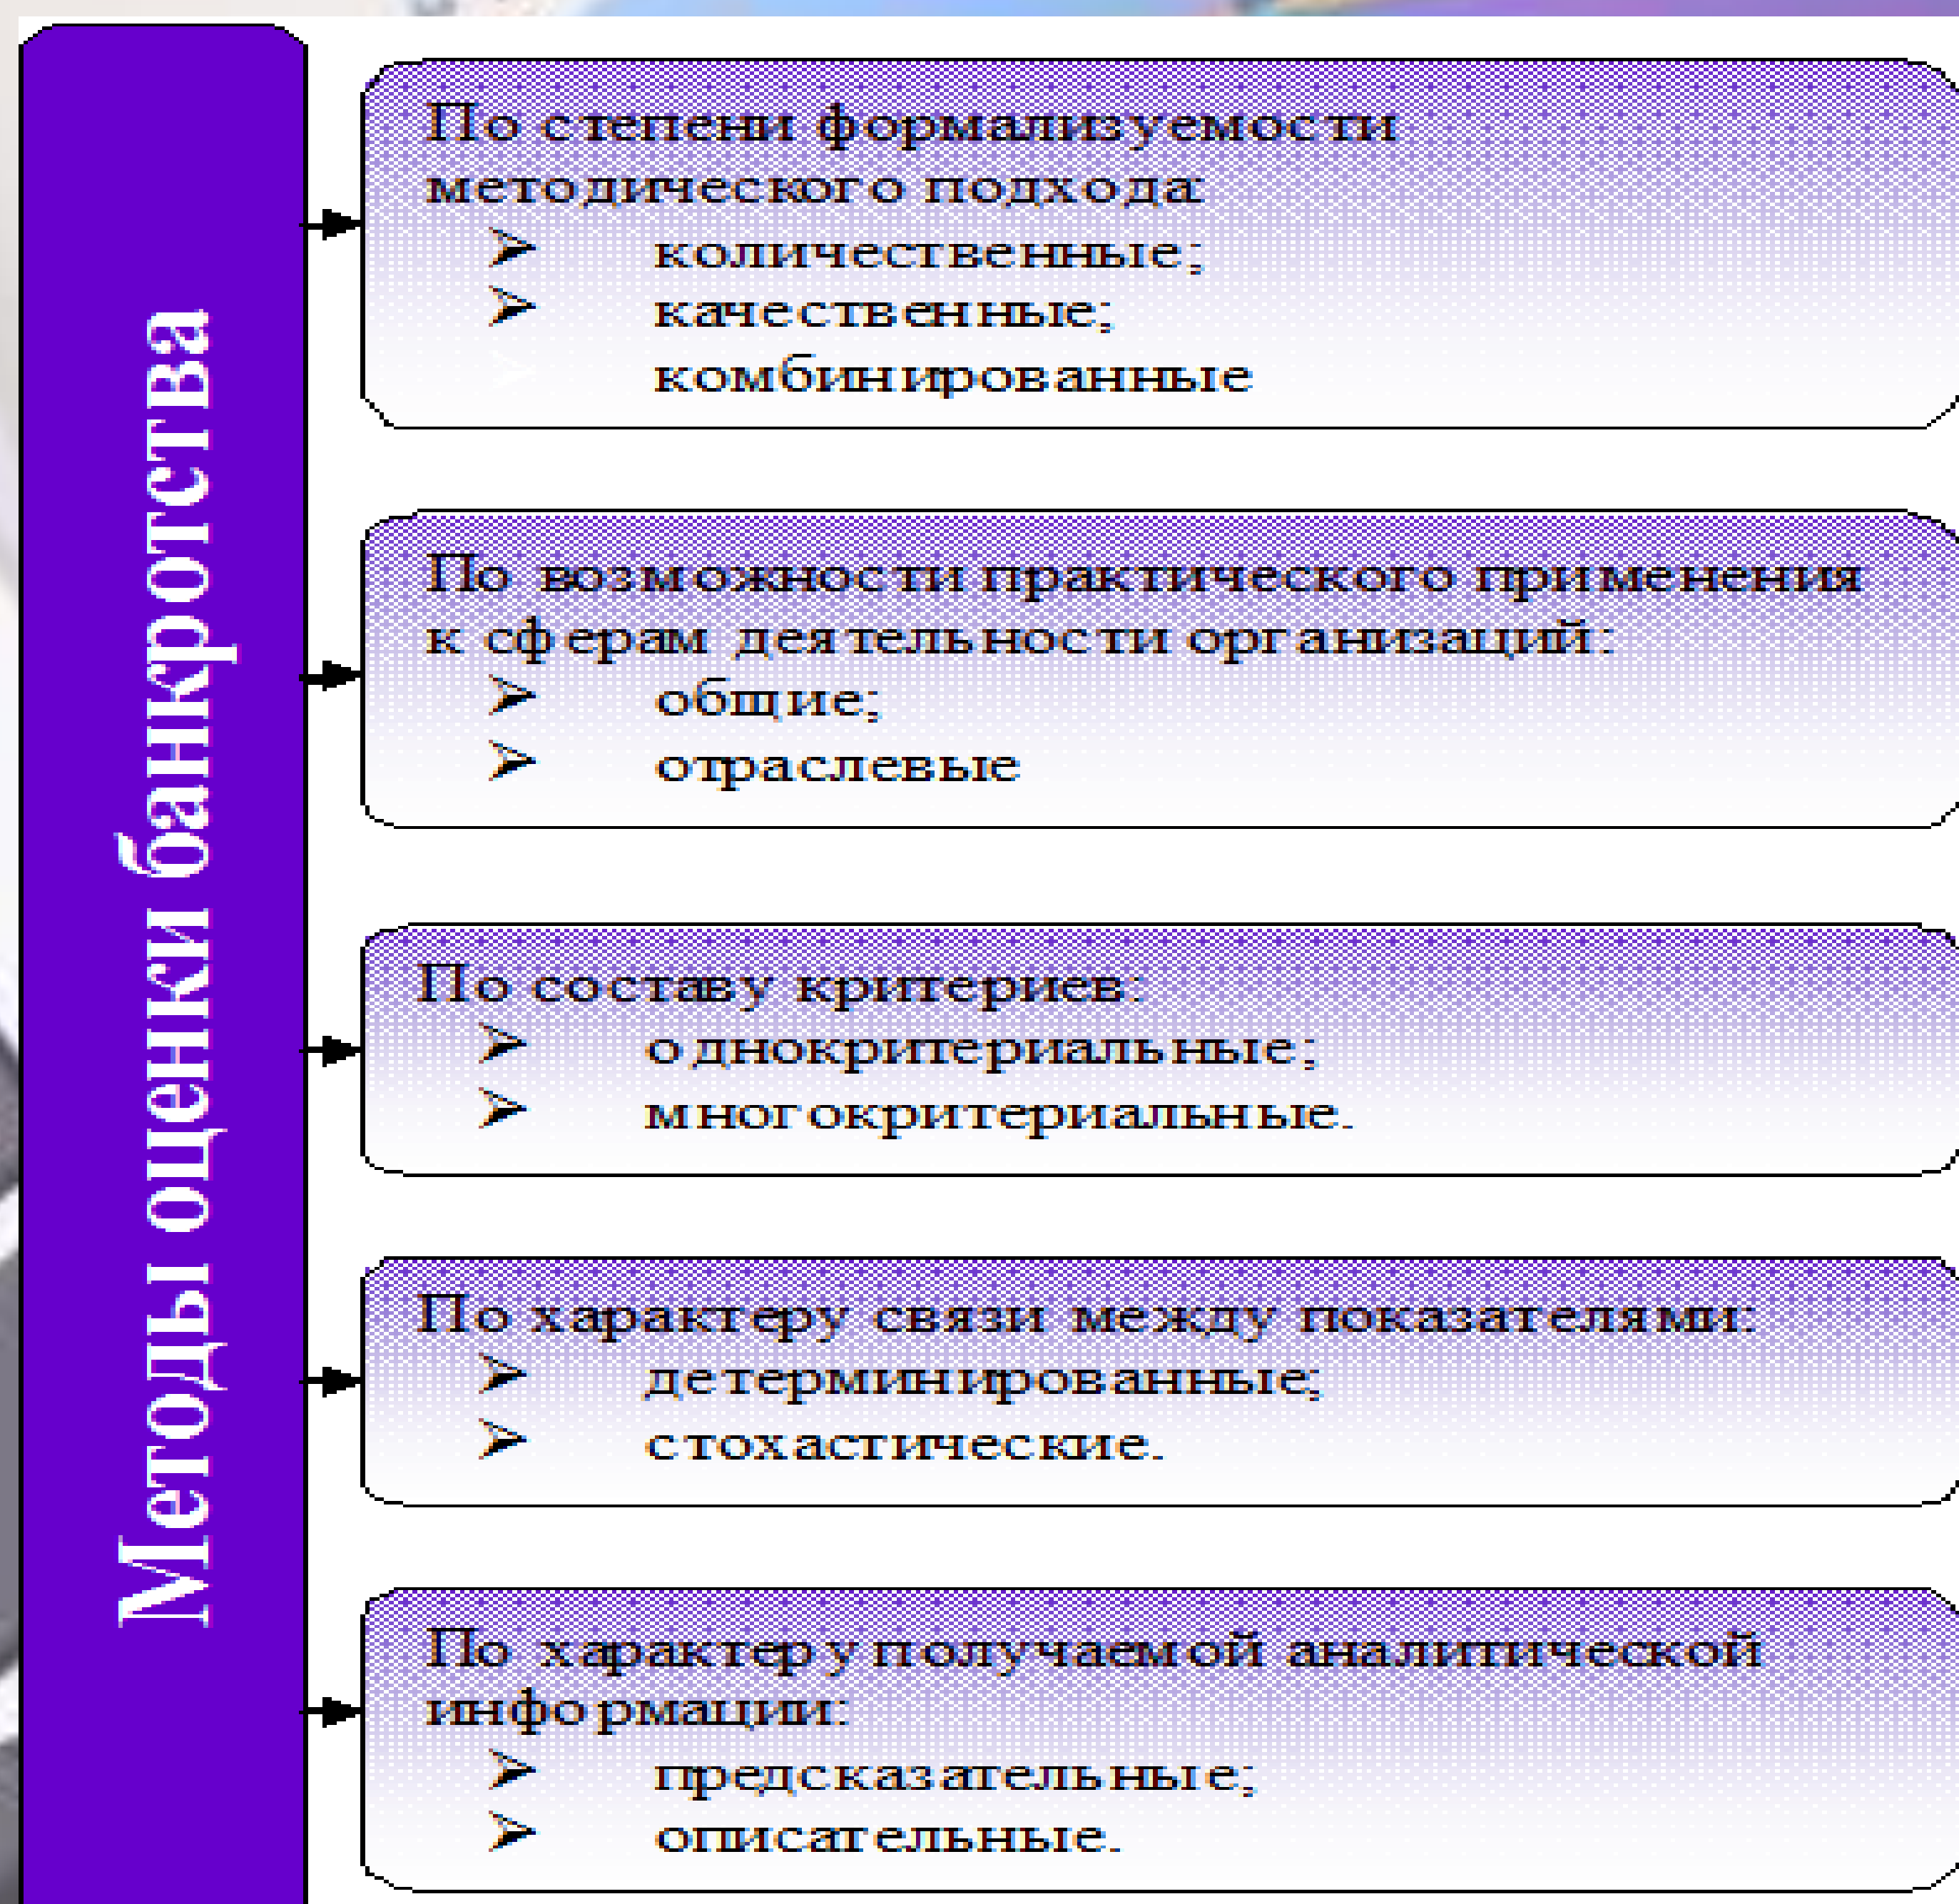 Методы оценки банкротства
По степени формализуемости
методического подхода:
➢ количественные;
➢ качественные;
➢ комбинированные
По возможности практического применения
к сферам деятельности организаций:
➢ общие;
➢ отраслевые
По составу критериев:
➢ однокритериальные;
➢ многокритериальные.
По характеру связи между показателями:
➢ детерминированные;
➢ стохастические.
По характеру получаемой аналитической
информации:
➢ предсказательные;
➢ описательные.